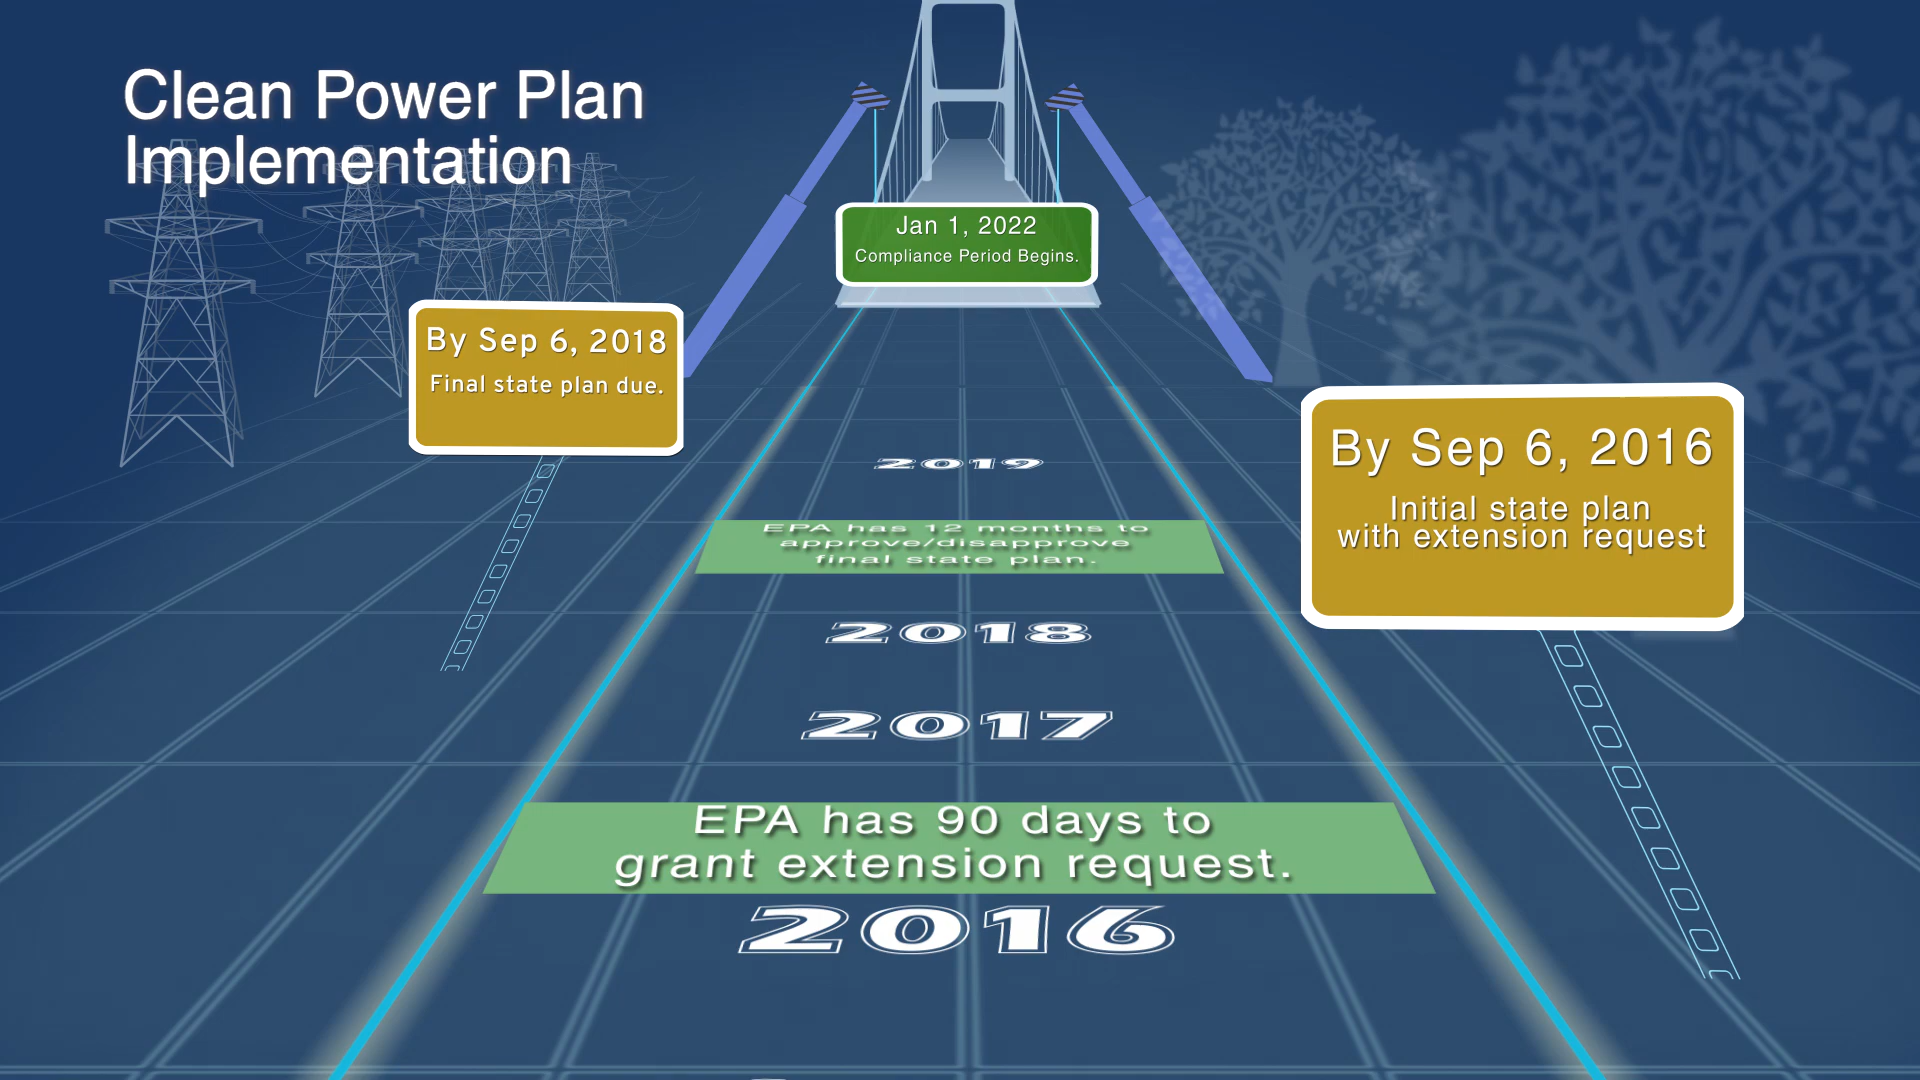 Clean Power Plan
Implementation
Jan 1, 2022
Compliance Period Begins.
By Sep 6, 2018
Final state plan due.
By Sep 6, 2016
Initial state plan
with extension request
2019
EPA has 12 months to
approve/disapprove
final state plan.
2018
2017
EPA has 90 days to
grant extension request.
2016